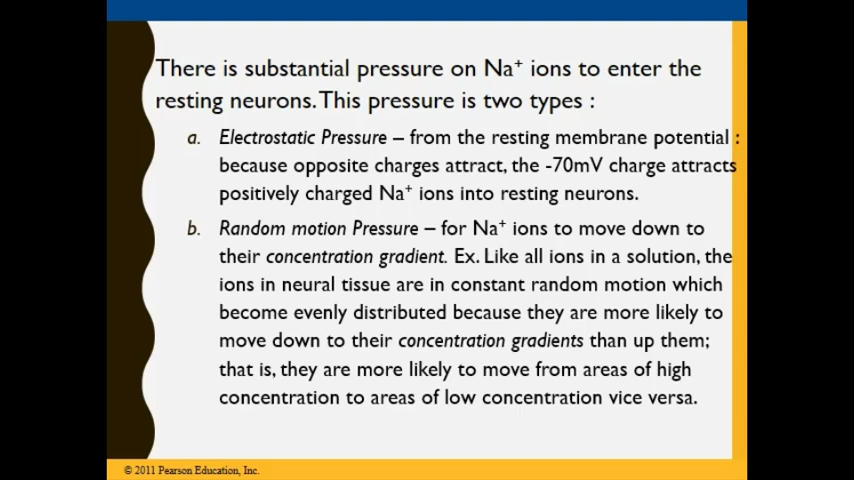 There is substantial pressure on Na⁺ ions to enter the
resting neurons. This pressure is two types :
a. Electrostatic Pressure – from the resting membrane potential :
because opposite charges attract, the -70mV charge attracts
positively charged Na⁺ ions into resting neurons.
b. Random motion Pressure – for Na⁺ ions to move down to
their concentration gradient. Ex. Like all ions in a solution, the
ions in neural tissue are in constant random motion which
become evenly distributed because they are more likely to
move down to their concentration gradients than up them;
that is, they are more likely to move from areas of high
concentration to areas of low concentration vice versa.
© 2011 Pearson Education, Inc.